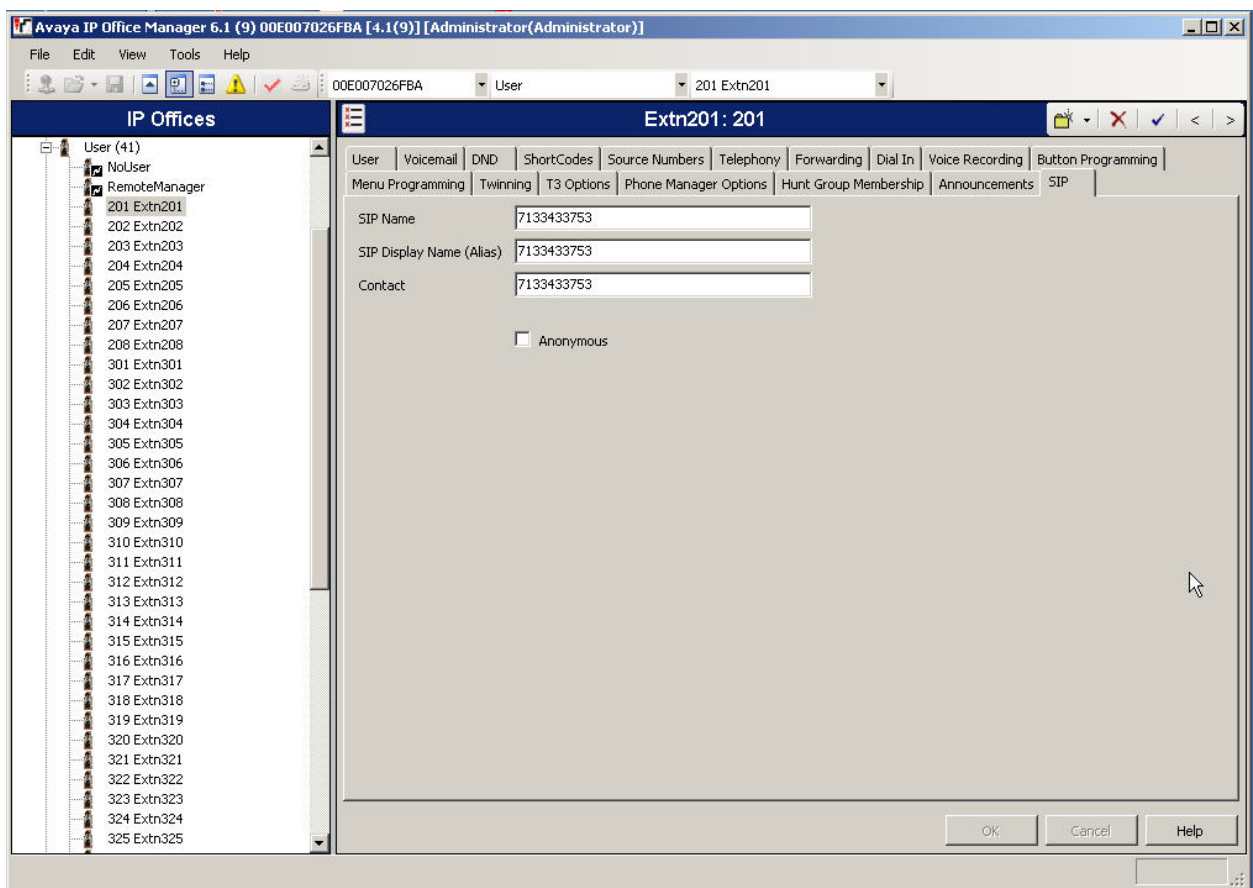 Avaya IP Office Manager 6.1 (9) 00E007026FBA [4.1(9)] [Administrator(Administrator)]
File Edit View Tools Help
00E007026FBA User 201 Extn201
IP Offices
User (41)
NoUser
RemoteManager
201 Extn201
202 Extn202
203 Extn203
204 Extn204
205 Extn205
206 Extn206
207 Extn207
208 Extn208
301 Extn301
302 Extn302
303 Extn303
304 Extn304
305 Extn305
306 Extn306
307 Extn307
308 Extn308
309 Extn309
310 Extn310
311 Extn311
312 Extn312
313 Extn313
314 Extn314
315 Extn315
316 Extn316
317 Extn317
318 Extn318
319 Extn319
320 Extn320
321 Extn321
322 Extn322
323 Extn323
324 Extn324
325 Extn325
Extn201: 201
User Voicemail DND ShortCodes Source Numbers Telephony Forwarding Dial In Voice Recording Button Programming
Menu Programming Twinning T3 Options Phone Manager Options Hunt Group Membership Announcements SIP
SIP Name 7133433753
SIP Display Name (Alias) 7133433753
Contact 7133433753
Anonymous
OK Cancel Help